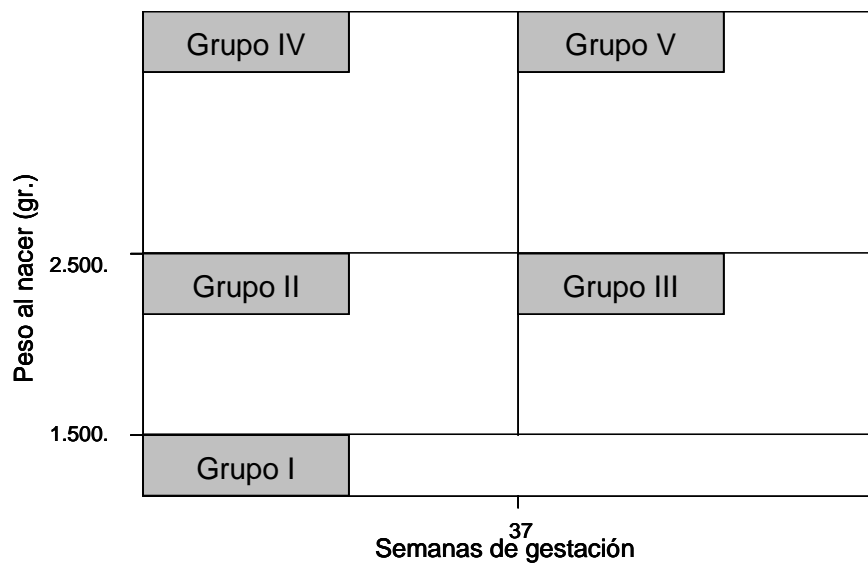 Grupo IV
Grupo V
Peso al nacer (gr.)
2.500.
Grupo II
Grupo III
1.500.
Grupo I
37
Semanas de gestación